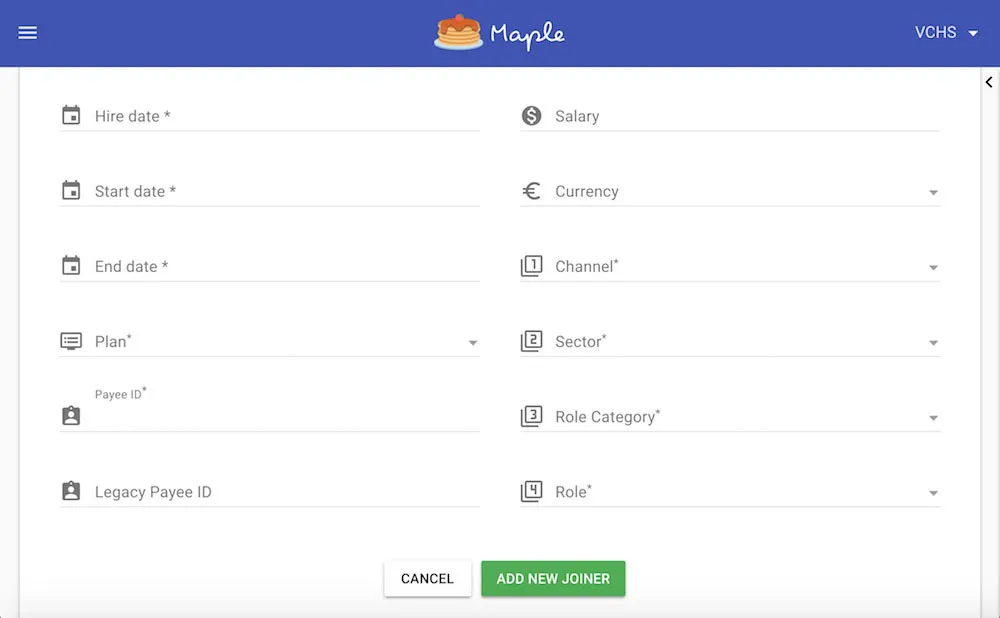 Maple
VCHS
Hire date *
Salary
Start date *
Currency
End date *
Channel*
Plan*
Sector*
Payee ID*
Role Category*
Legacy Payee ID
Role*
CANCEL
ADD NEW JOINER